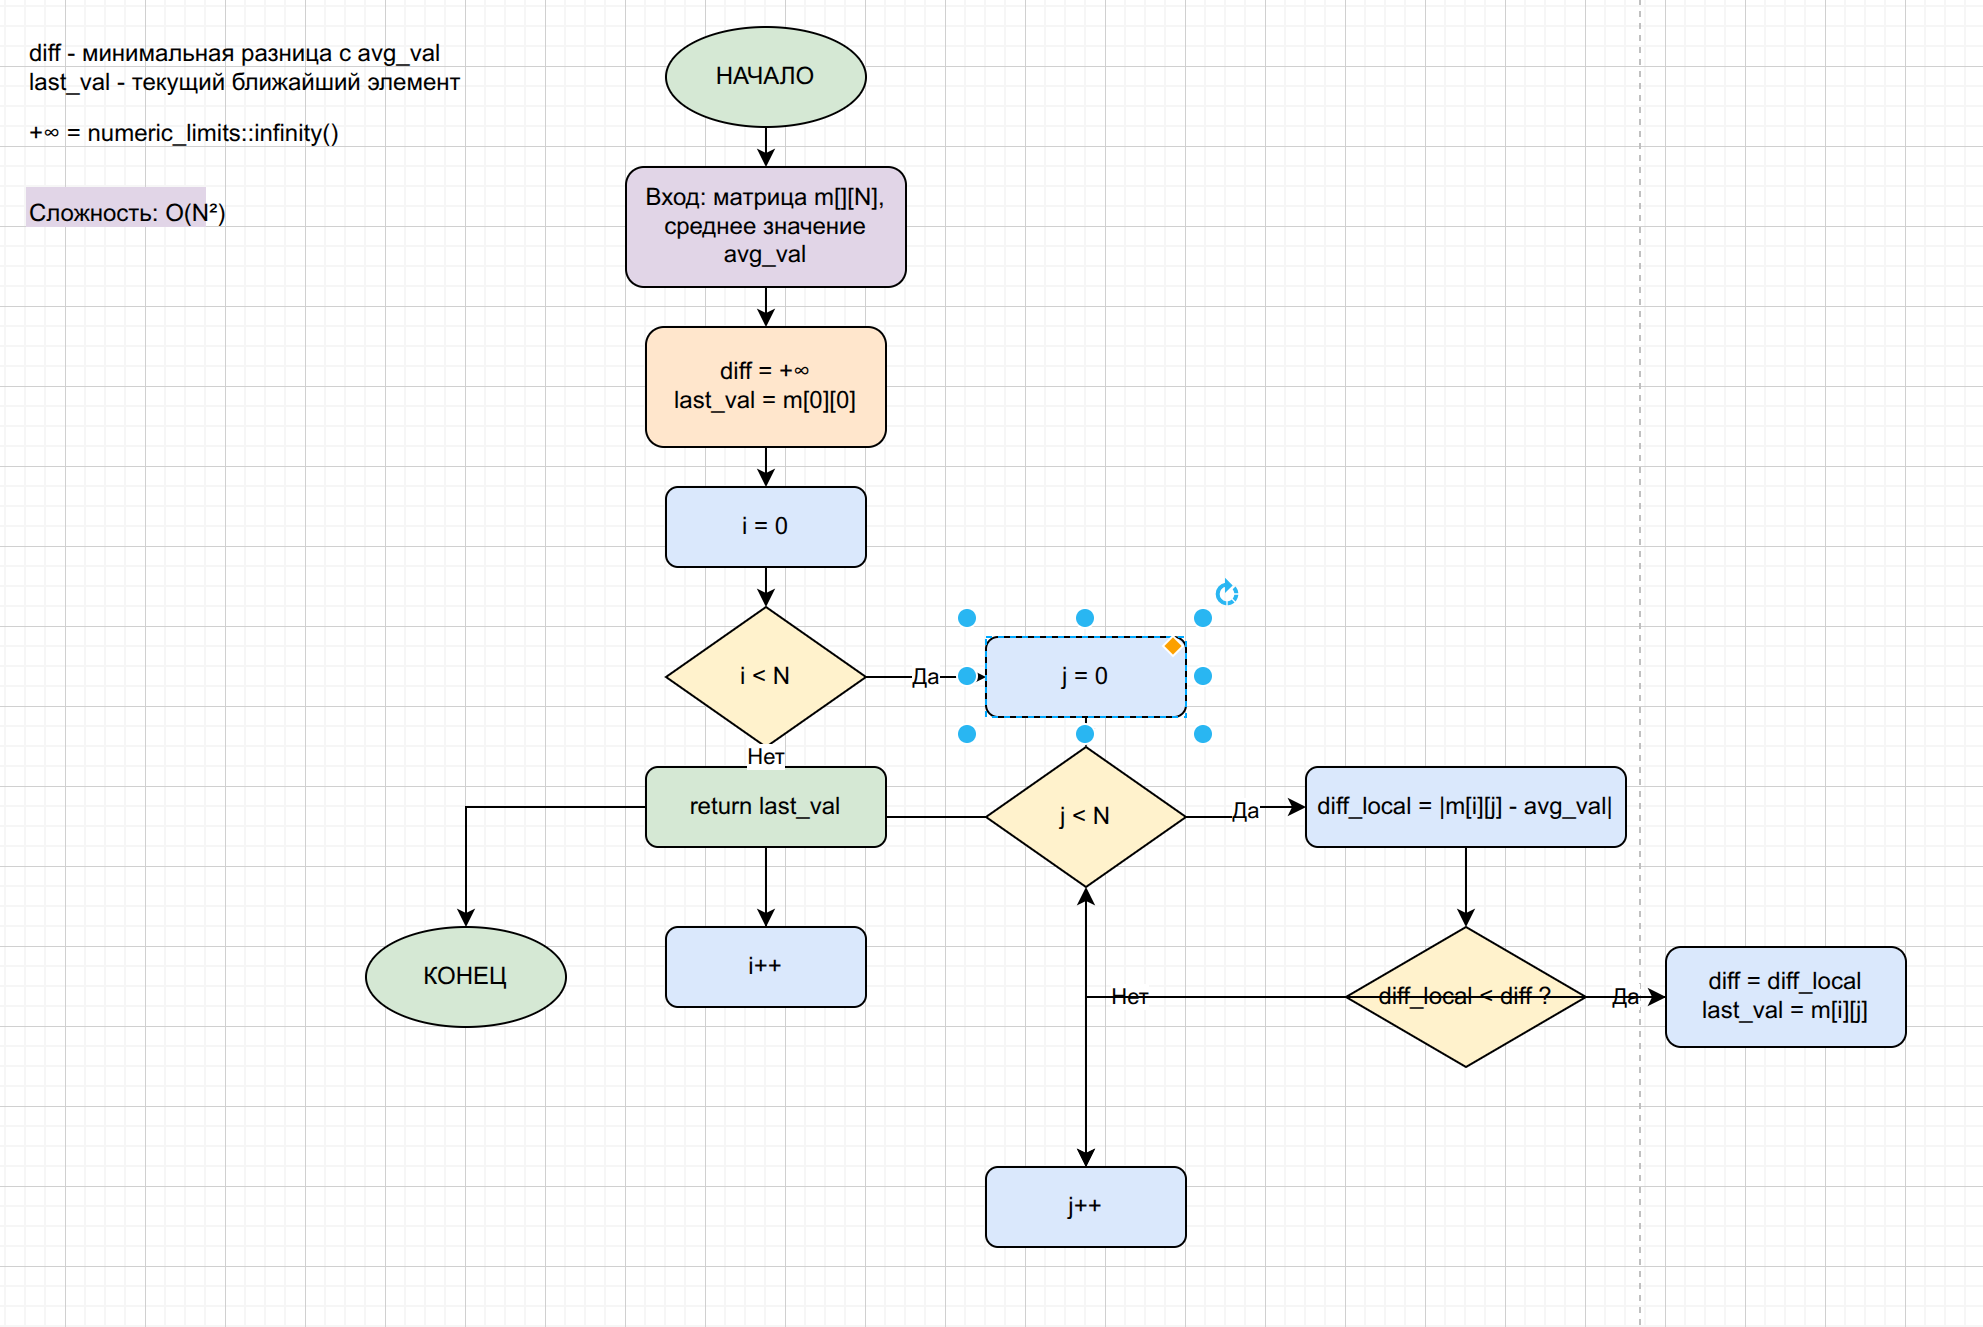 diff - минимальная разница с avg_val
last_val - текущий ближайший элемент
+∞ = numeric_limits::infinity()
Сложность: O(N²)
НАЧАЛО
Вход: матрица m[][N],
среднее значение
avg_val
diff = +∞
last_val = m[0][0]
i = 0
i < N
Да
j = 0
Нет
return last_val
j < N
Да
diff_local = |m[i][j] - avg_val|
КОНЕЦ
i++
Нет
diff_local < diff ?
Да
diff = diff_local
last_val = m[i][j]
j++